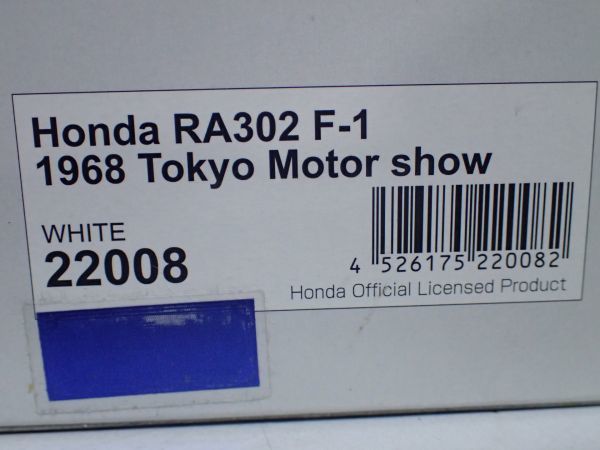 Honda RA302 F-1
1968 Tokyo Motor show
WHITE
22008
4 526175 220082
Honda Official Licensed Product